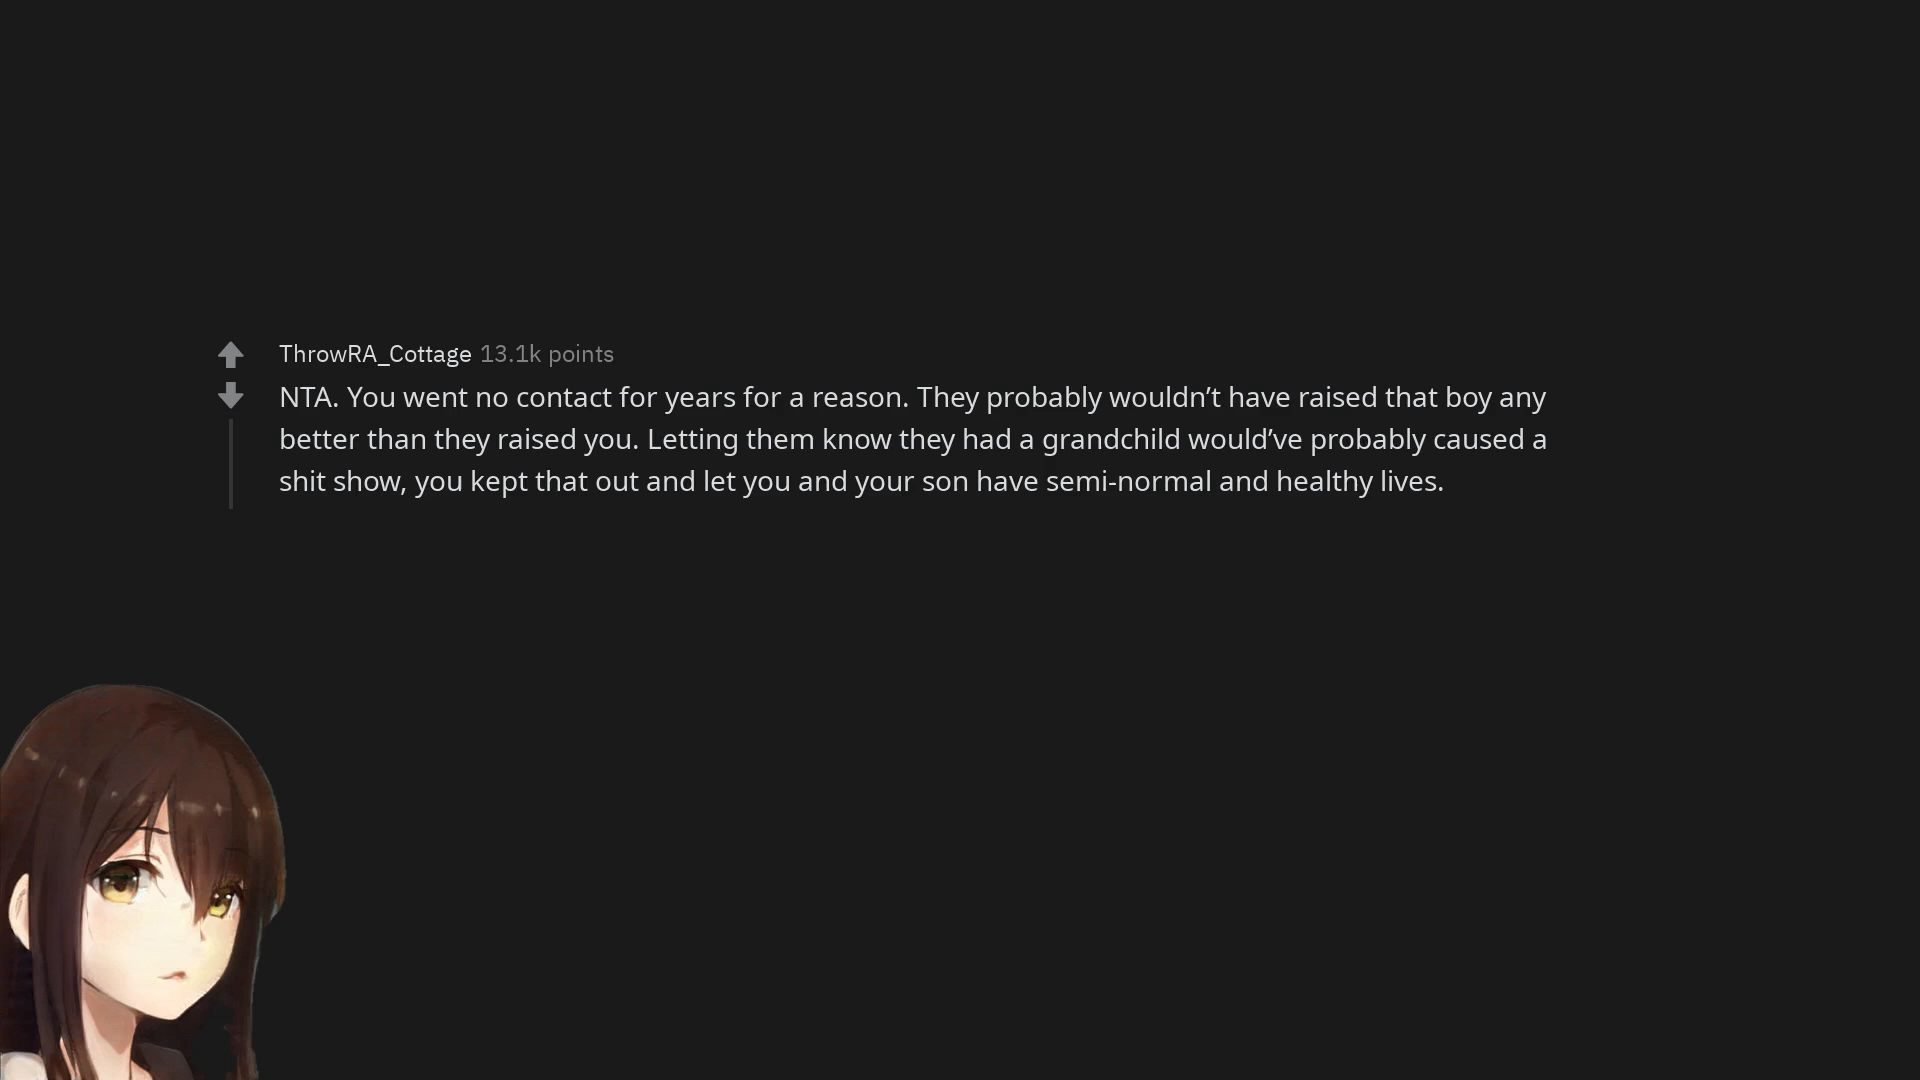 ThrowRA_Cottage 13.1k points
NTA. You went no contact for years for a reason. They probably wouldn’t have raised that boy any
better than they raised you. Letting them know they had a grandchild would’ve probably caused a
shit show, you kept that out and let you and your son have semi-normal and healthy lives.